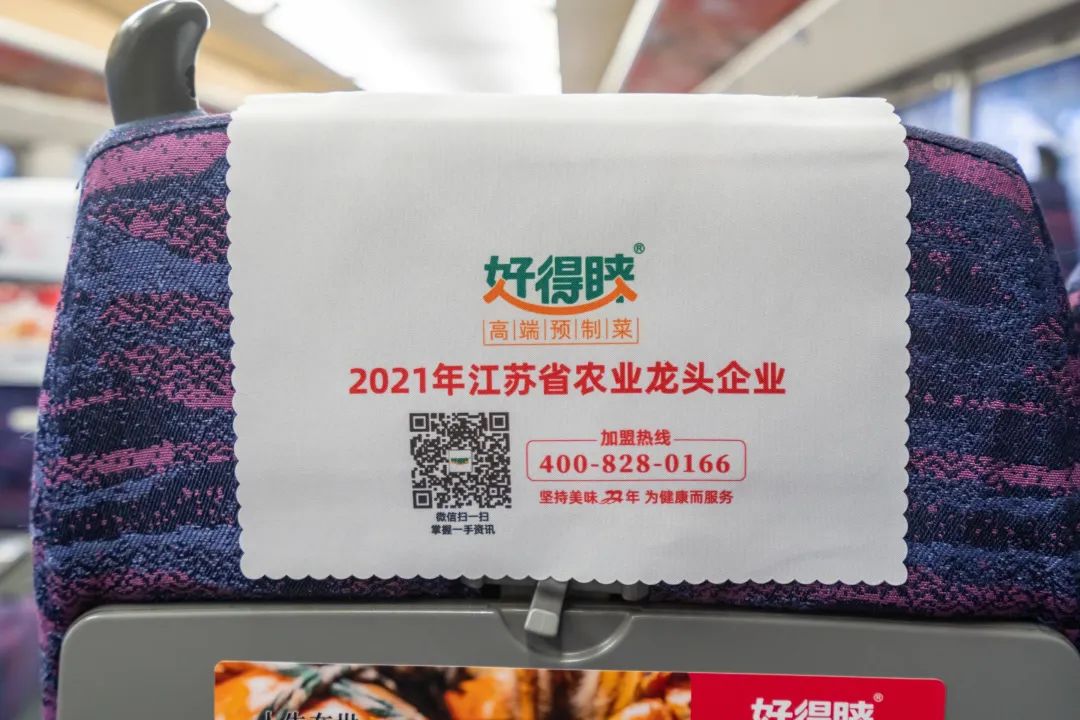 好得睐®
高端预制菜
2021年江苏省农业龙头企业
加盟热线
400-828-0166
坚持美味22年 为健康而服务
微信扫一扫
掌握一手资讯
好得睐®